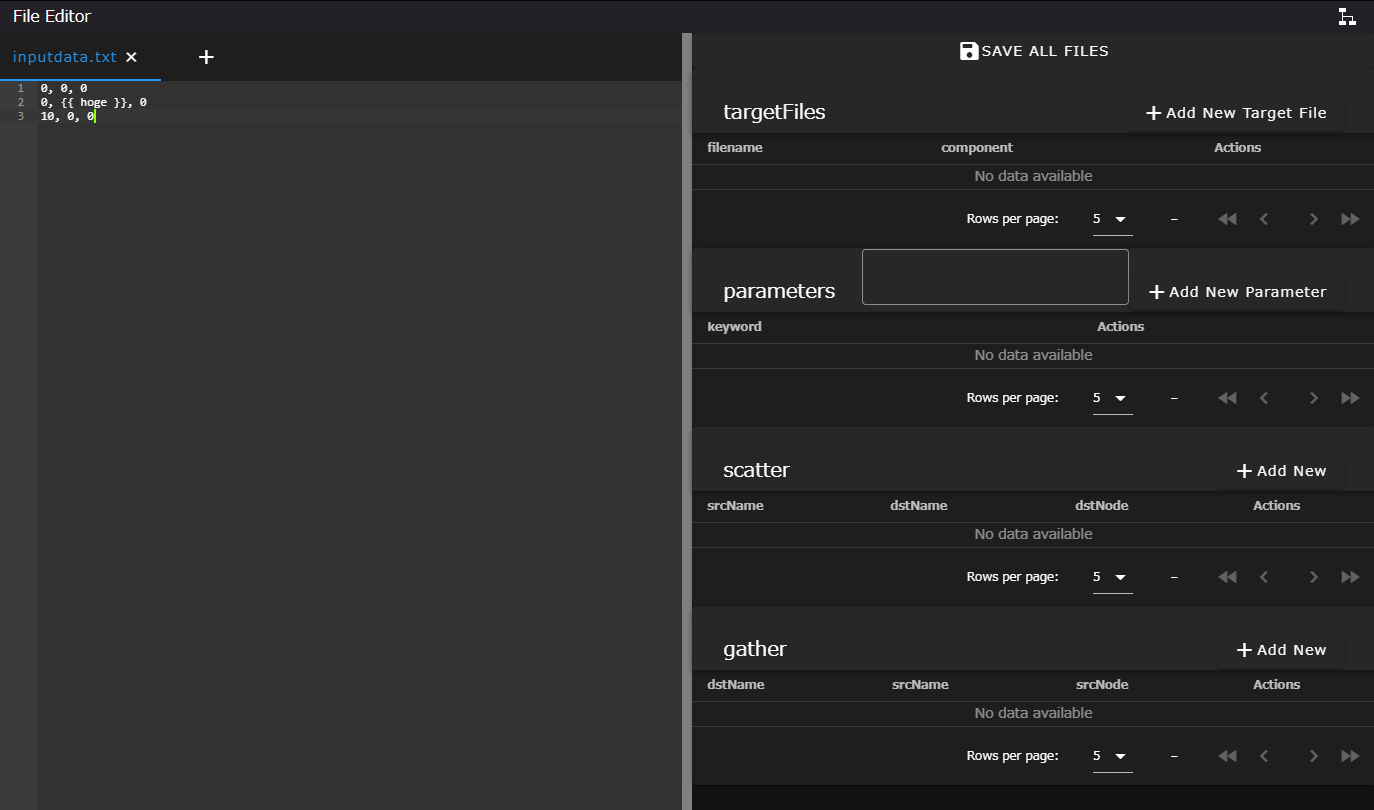 File Editor
inputdata.txt
SAVE ALL FILES
1 0, 0, 0
2 0, {{ hoge }}, 0
3 10, 0, 0
targetFiles
Add New Target File
filename component Actions
No data available
Rows per page: 5 –
parameters
Add New Parameter
keyword Actions
No data available
Rows per page: 5 –
scatter
Add New
srcName dstName dstNode Actions
No data available
Rows per page: 5 –
gather
Add New
dstName srcName srcNode Actions
No data available
Rows per page: 5 –